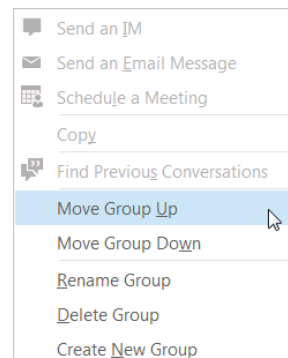 Send an IM
Send an Email Message
Schedule a Meeting
Copy
Find Previous Conversations
Move Group Up
Move Group Down
Rename Group
Delete Group
Create New Group